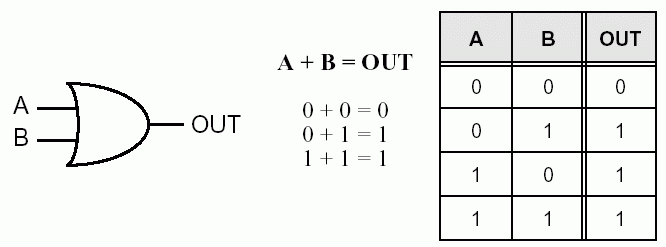 A
B
OUT
A + B = OUT
0 + 0 = 0
0 + 1 = 1
1 + 1 = 1
A B OUT
0 0 0
0 1 1
1 0 1
1 1 1